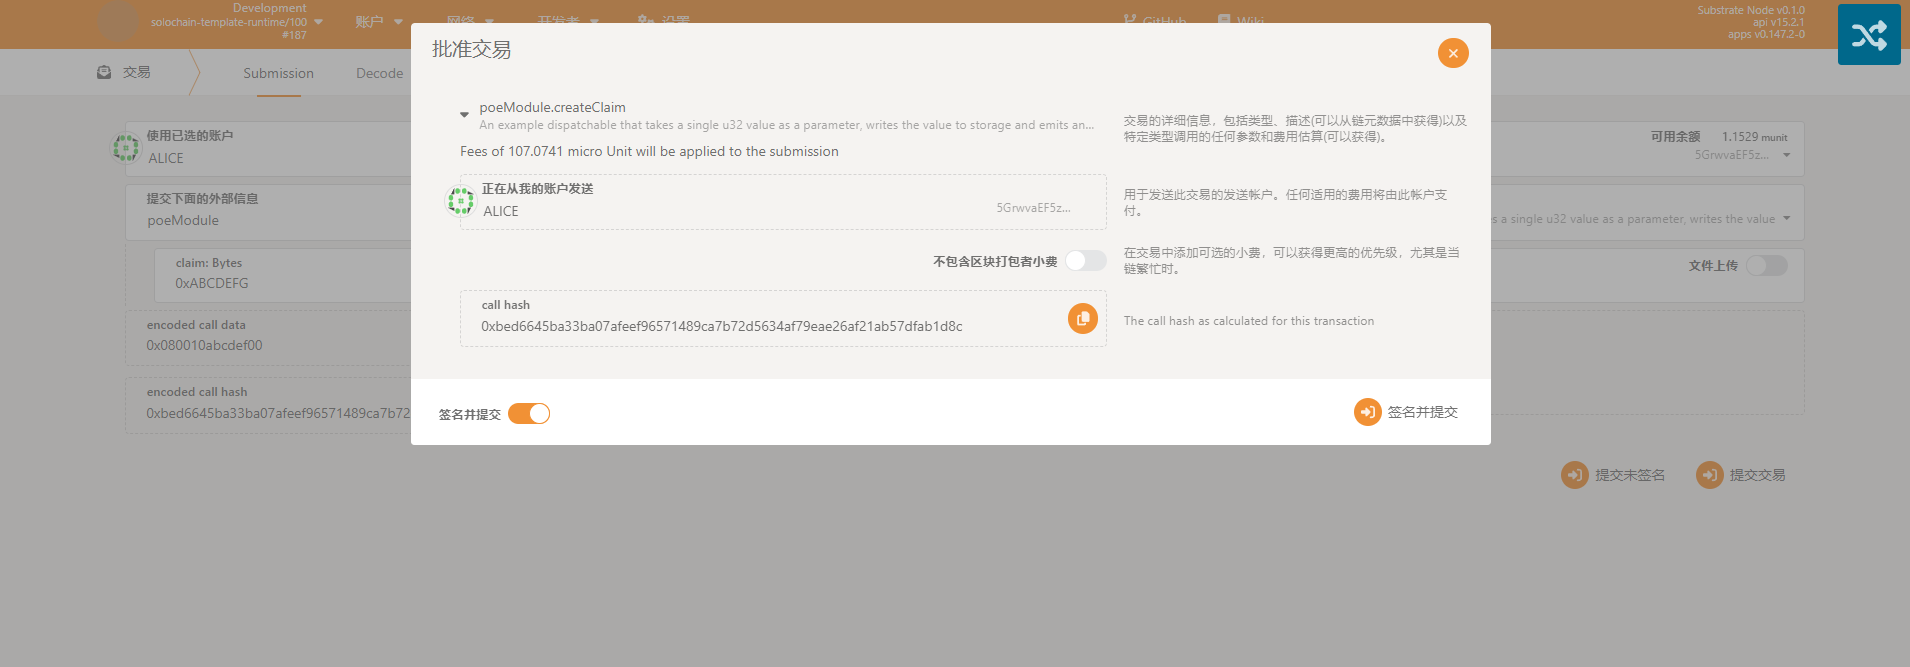 Development
solochain-template-runtime/100
#187
账户
网络
开发者
设置
GitHub
Wiki
Substrate Node v0.1.0
api v15.2.1
apps v0.147.2-0
交易
Submission
Decode
批准交易
poeModule.createClaim
An example dispatchable that takes a single u32 value as a parameter, writes the value to storage and emits an...
Fees of 107.0741 micro Unit will be applied to the submission
交易的详细信息，包括类型、描述(可以从链元数据中获得)以及
特定类型调用的任何参数和费用估算(可以获得)。
正在从我的账户发送
ALICE
5GrwvaEF5z...
用于发送此交易的发送帐户。任何适用的费用将由此帐户支
付。
不包含区块打包者小费
在交易中添加可选的小费，可以获得更高的优先级，尤其是当
链繁忙时。
call hash
0xbed6645ba33ba07afeef96571489ca7b72d5634af79eae26af21ab57dfab1d8c
The call hash as calculated for this transaction
签名并提交
签名并提交
使用已选的账户
ALICE
可用余额 1.1529 munit
5GrwvaEF5z...
提交下面的外部信息
poeModule
s a single u32 value as a parameter, writes the value
claim: Bytes
0xABCDEFG
文件上传
encoded call data
0x080010abcdef00
encoded call hash
0xbed6645ba33ba07afeef96571489ca7b72
提交未签名
提交交易